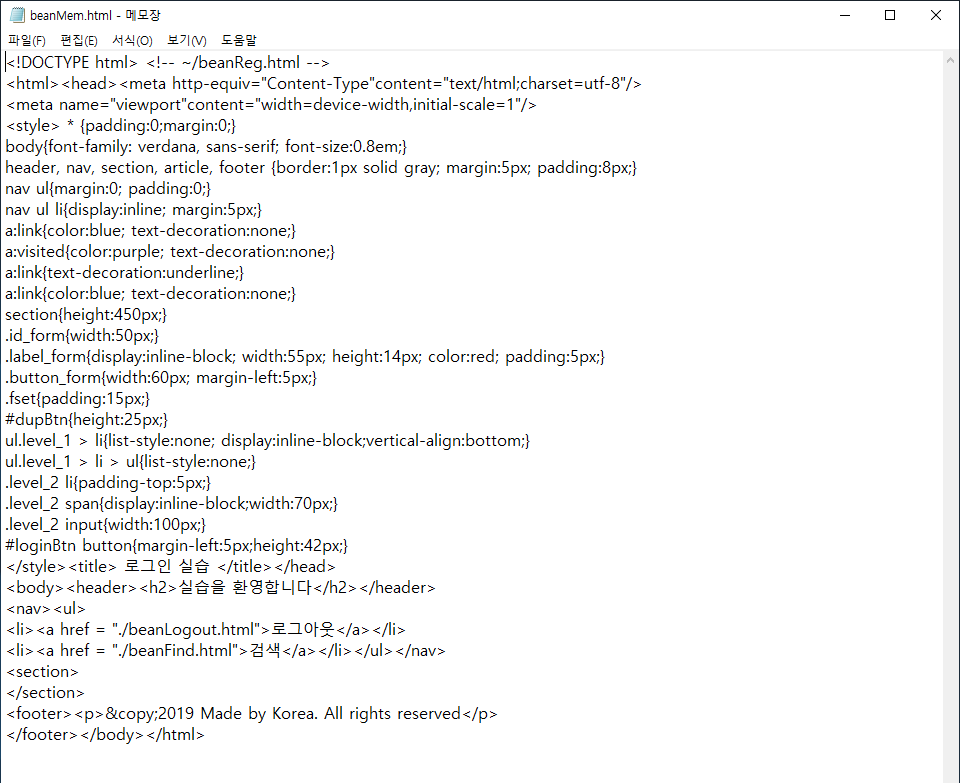 beanMem.html - 메모장
파일(F) 편집(E) 서식(O) 보기(V) 도움말
<!DOCTYPE html> <!-- ~/beanReg.html -->
<html><head><meta http-equiv="Content-Type"content="text/html;charset=utf-8"/>
<meta name="viewport"content="width=device-width,initial-scale=1"/>
<style> * {padding:0;margin:0;}
body{font-family: verdana, sans-serif; font-size:0.8em;}
header, nav, section, article, footer {border:1px solid gray; margin:5px; padding:8px;}
nav ul{margin:0; padding:0;}
nav ul li{display:inline; margin:5px;}
a:link{color:blue; text-decoration:none;}
a:visited{color:purple; text-decoration:none;}
a:link{text-decoration:underline;}
a:link{color:blue; text-decoration:none;}
section{height:450px;}
.id_form{width:50px;}
.label_form{display:inline-block; width:55px; height:14px; color:red; padding:5px;}
.button_form{width:60px; margin-left:5px;}
.fset{padding:15px;}
#dupBtn{height:25px;}
ul.level_1 > li{list-style:none; display:inline-block;vertical-align:bottom;}
ul.level_1 > li > ul{list-style:none;}
.level_2 li{padding-top:5px;}
.level_2 span{display:inline-block;width:70px;}
.level_2 input{width:100px;}
#loginBtn button{margin-left:5px;height:42px;}
</style><title> 로그인 실습 </title></head>
<body><header><h2>실습을 환영합니다</h2></header>
<nav><ul>
<li><a href = "./beanLogout.html">로그아웃</a></li>
<li><a href = "./beanFind.html">검색</a></li></ul></nav>
<section>
</section>
<footer><p>&copy;2019 Made by Korea. All rights reserved</p>
</footer></body></html>